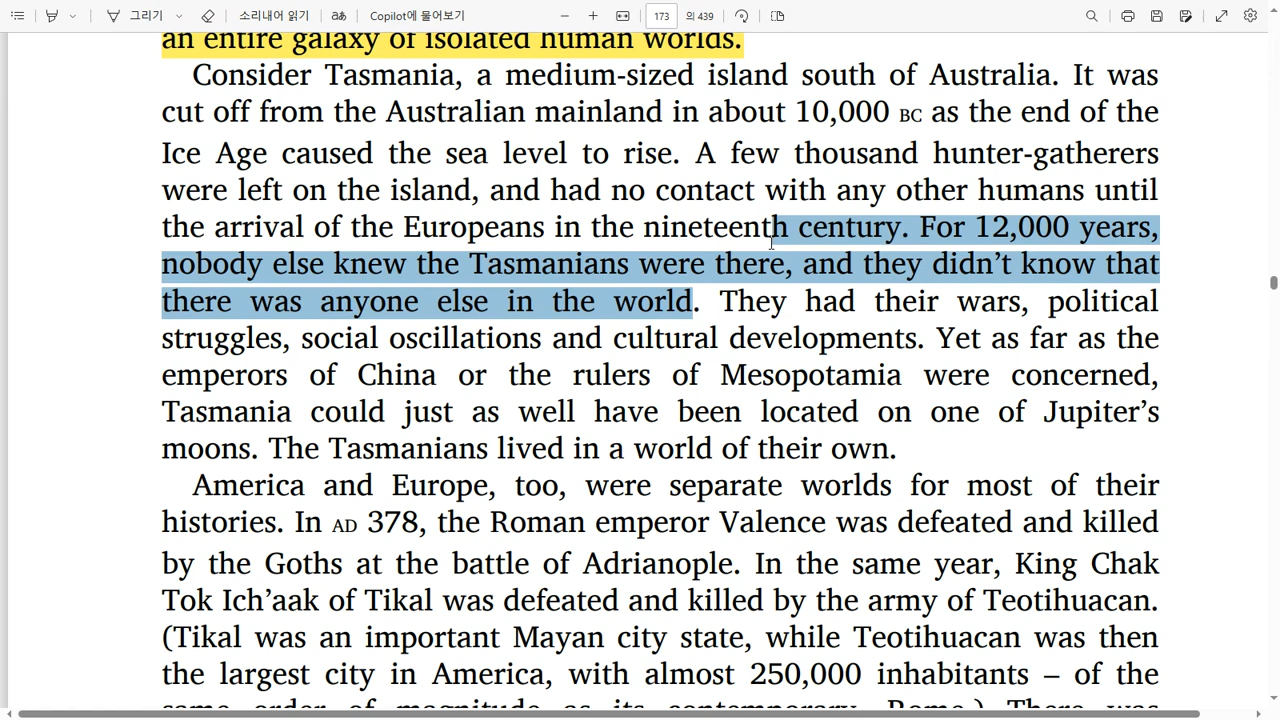 그리기 소리내어 읽기 aあ Copilot에 물어보기 173 의 439
an entire galaxy of isolated human worlds.
Consider Tasmania, a medium-sized island south of Australia. It was
cut off from the Australian mainland in about 10,000 BC as the end of the
Ice Age caused the sea level to rise. A few thousand hunter-gatherers
were left on the island, and had no contact with any other humans until
the arrival of the Europeans in the nineteenth century. For 12,000 years,
nobody else knew the Tasmanians were there, and they didn’t know that
there was anyone else in the world. They had their wars, political
struggles, social oscillations and cultural developments. Yet as far as the
emperors of China or the rulers of Mesopotamia were concerned,
Tasmania could just as well have been located on one of Jupiter’s
moons. The Tasmanians lived in a world of their own.
America and Europe, too, were separate worlds for most of their
histories. In AD 378, the Roman emperor Valence was defeated and killed
by the Goths at the battle of Adrianople. In the same year, King Chak
Tok Ich’aak of Tikal was defeated and killed by the army of Teotihuacan.
(Tikal was an important Mayan city state, while Teotihuacan was then
the largest city in America, with almost 250,000 inhabitants – of the
same order of magnitude as its contemporary, Rome.) There was